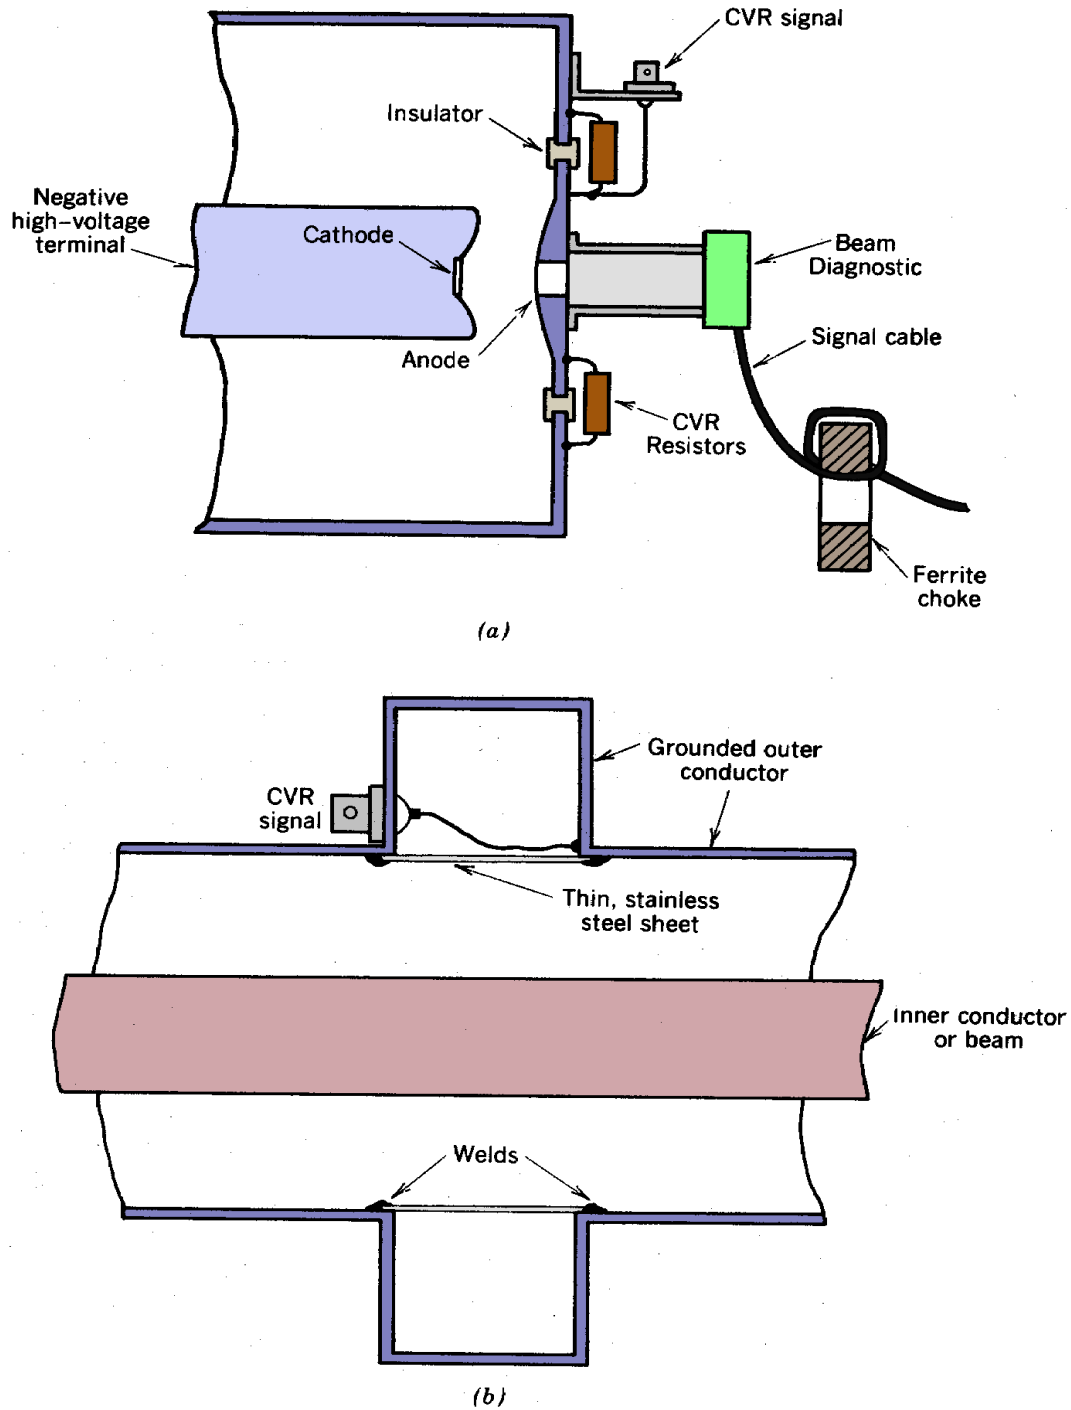 CVR signal
Insulator
Negative
high–voltage
terminal
Cathode
Beam
Diagnostic
Anode
Signal cable
CVR
Resistors
Ferrite
choke
(a)
Grounded outer
conductor
CVR
signal
Thin, stainless
steel sheet
Inner conductor
or beam
Welds
(b)